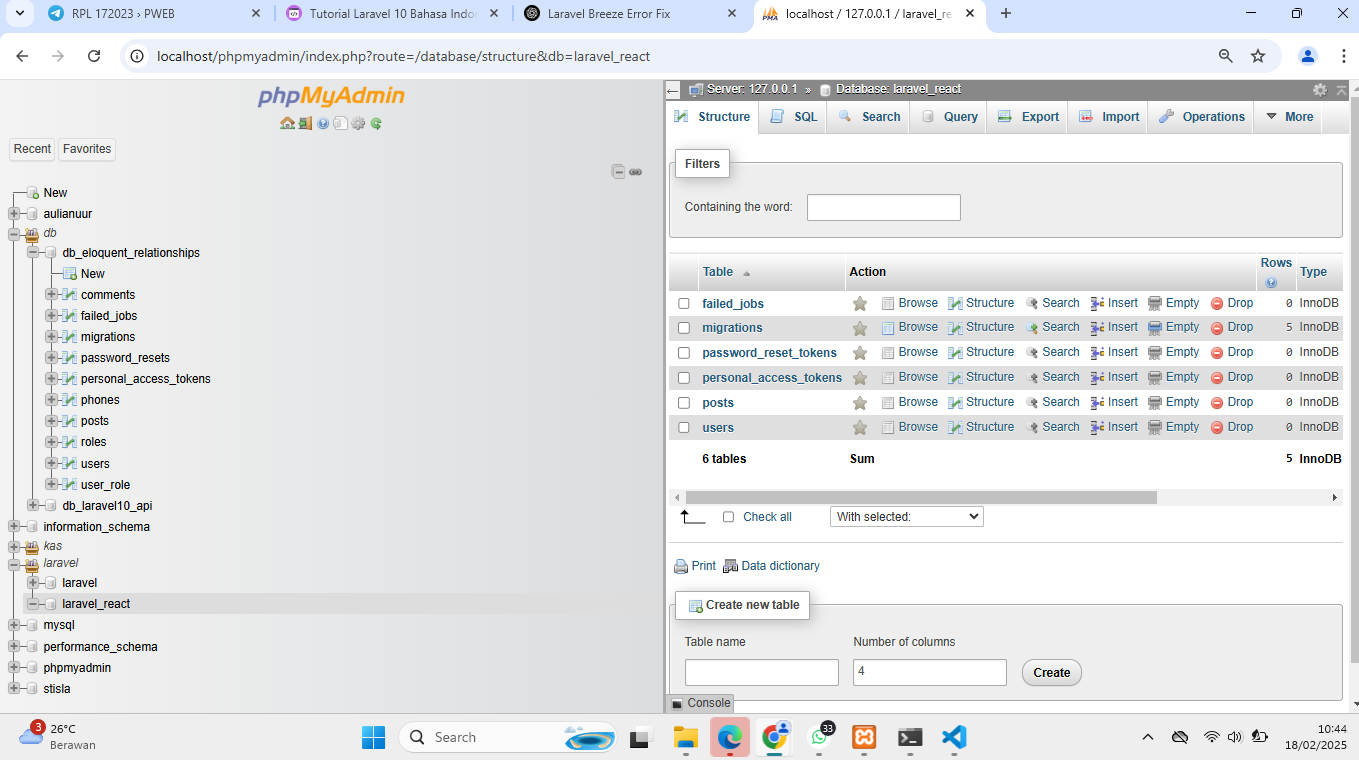 RPL 172023 › PWEB
Tutorial Laravel 10 Bahasa Indo
Laravel Breeze Error Fix
localhost / 127.0.0.1 / laravel_re
localhost/phpmyadmin/index.php?route=/database/structure&db=laravel_react
phpMyAdmin
Recent
Favorites
New
aulianuur
db
db_eloquent_relationships
New
comments
failed_jobs
migrations
password_resets
personal_access_tokens
phones
posts
roles
users
user_role
db_laravel10_api
information_schema
kas
laravel
laravel
laravel_react
mysql
performance_schema
phpmyadmin
stisla
Server: 127.0.0.1 » Database: laravel_react
Structure SQL Search Query Export Import Operations More
Filters
Containing the word:
Table Action Rows Type
failed_jobs Browse Structure Search Insert Empty Drop 0 InnoDB
migrations Browse Structure Search Insert Empty Drop 5 InnoDB
password_reset_tokens Browse Structure Search Insert Empty Drop 0 InnoDB
personal_access_tokens Browse Structure Search Insert Empty Drop 0 InnoDB
posts Browse Structure Search Insert Empty Drop 0 InnoDB
users Browse Structure Search Insert Empty Drop 0 InnoDB
6 tables Sum 5 InnoDB
Check all With selected:
Print Data dictionary
Create new table
Table name Number of columns
4 Create
Console
3
26°C
Berawan
Search
33
10:44
18/02/2025